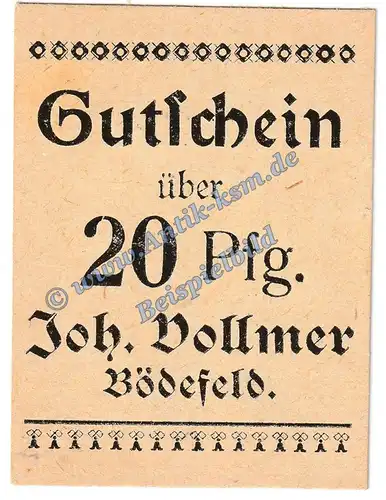 Gutschein
über
20 Pfg.
Joh. Vollmer
Bödefeld.
© www.Antik-ksm.de
Beispielbild